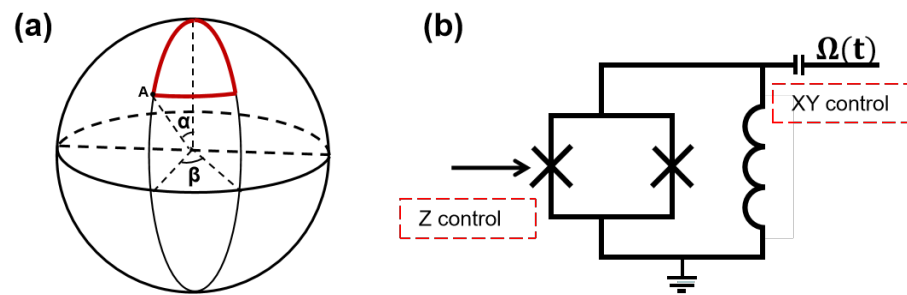 (a)
A
α
β
(b)
Ω(t)
XY control
Z control